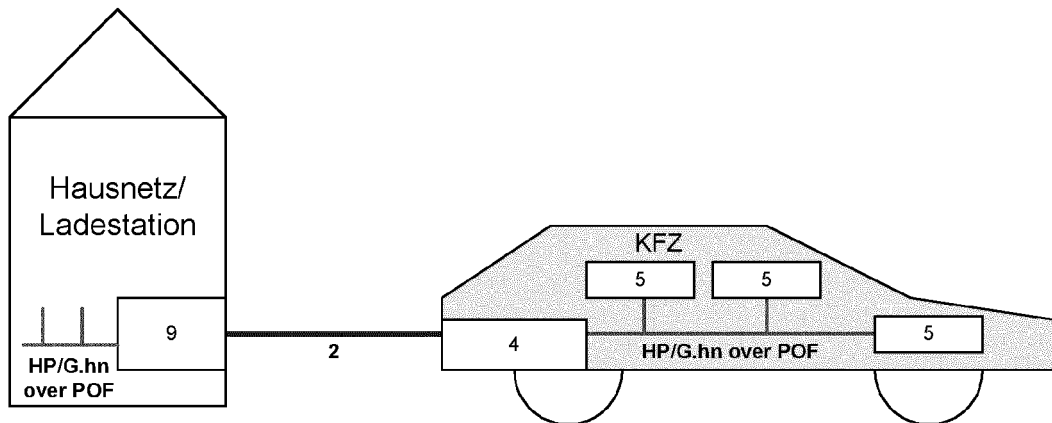 Hausnetz/
Ladestation
9
HP/G.hn
over POF
2
KFZ
5
5
4
5
HP/G.hn over POF